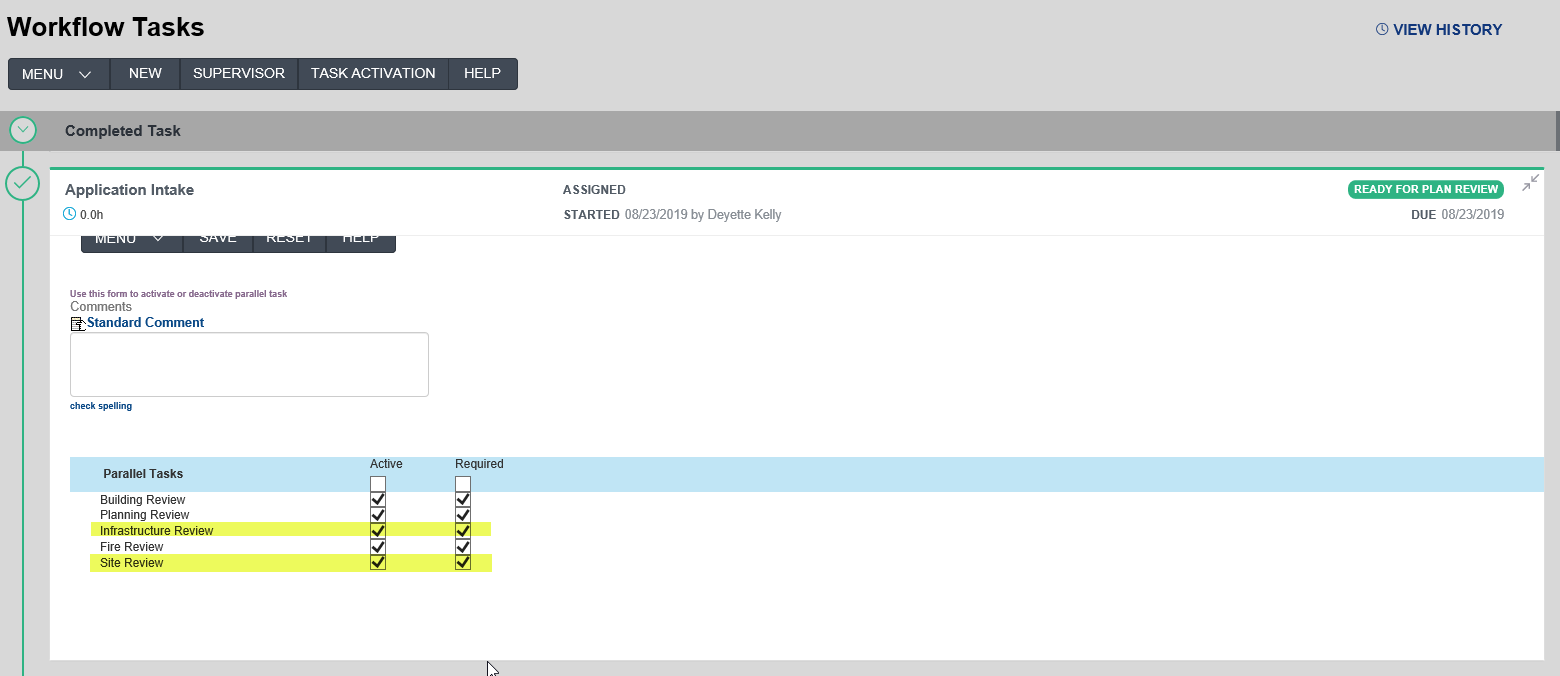 Workflow Tasks
VIEW HISTORY
MENU NEW SUPERVISOR TASK ACTIVATION HELP
Completed Task
Application Intake ASSIGNED READY FOR PLAN REVIEW
0.0h STARTED 08/23/2019 by Deyette Kelly DUE 08/23/2019
MENU SAVE RESET HELP
Use this form to activate or deactivate parallel task
Comments
Standard Comment
check spelling
Parallel Tasks Active Required
Building Review
Planning Review
Infrastructure Review
Fire Review
Site Review